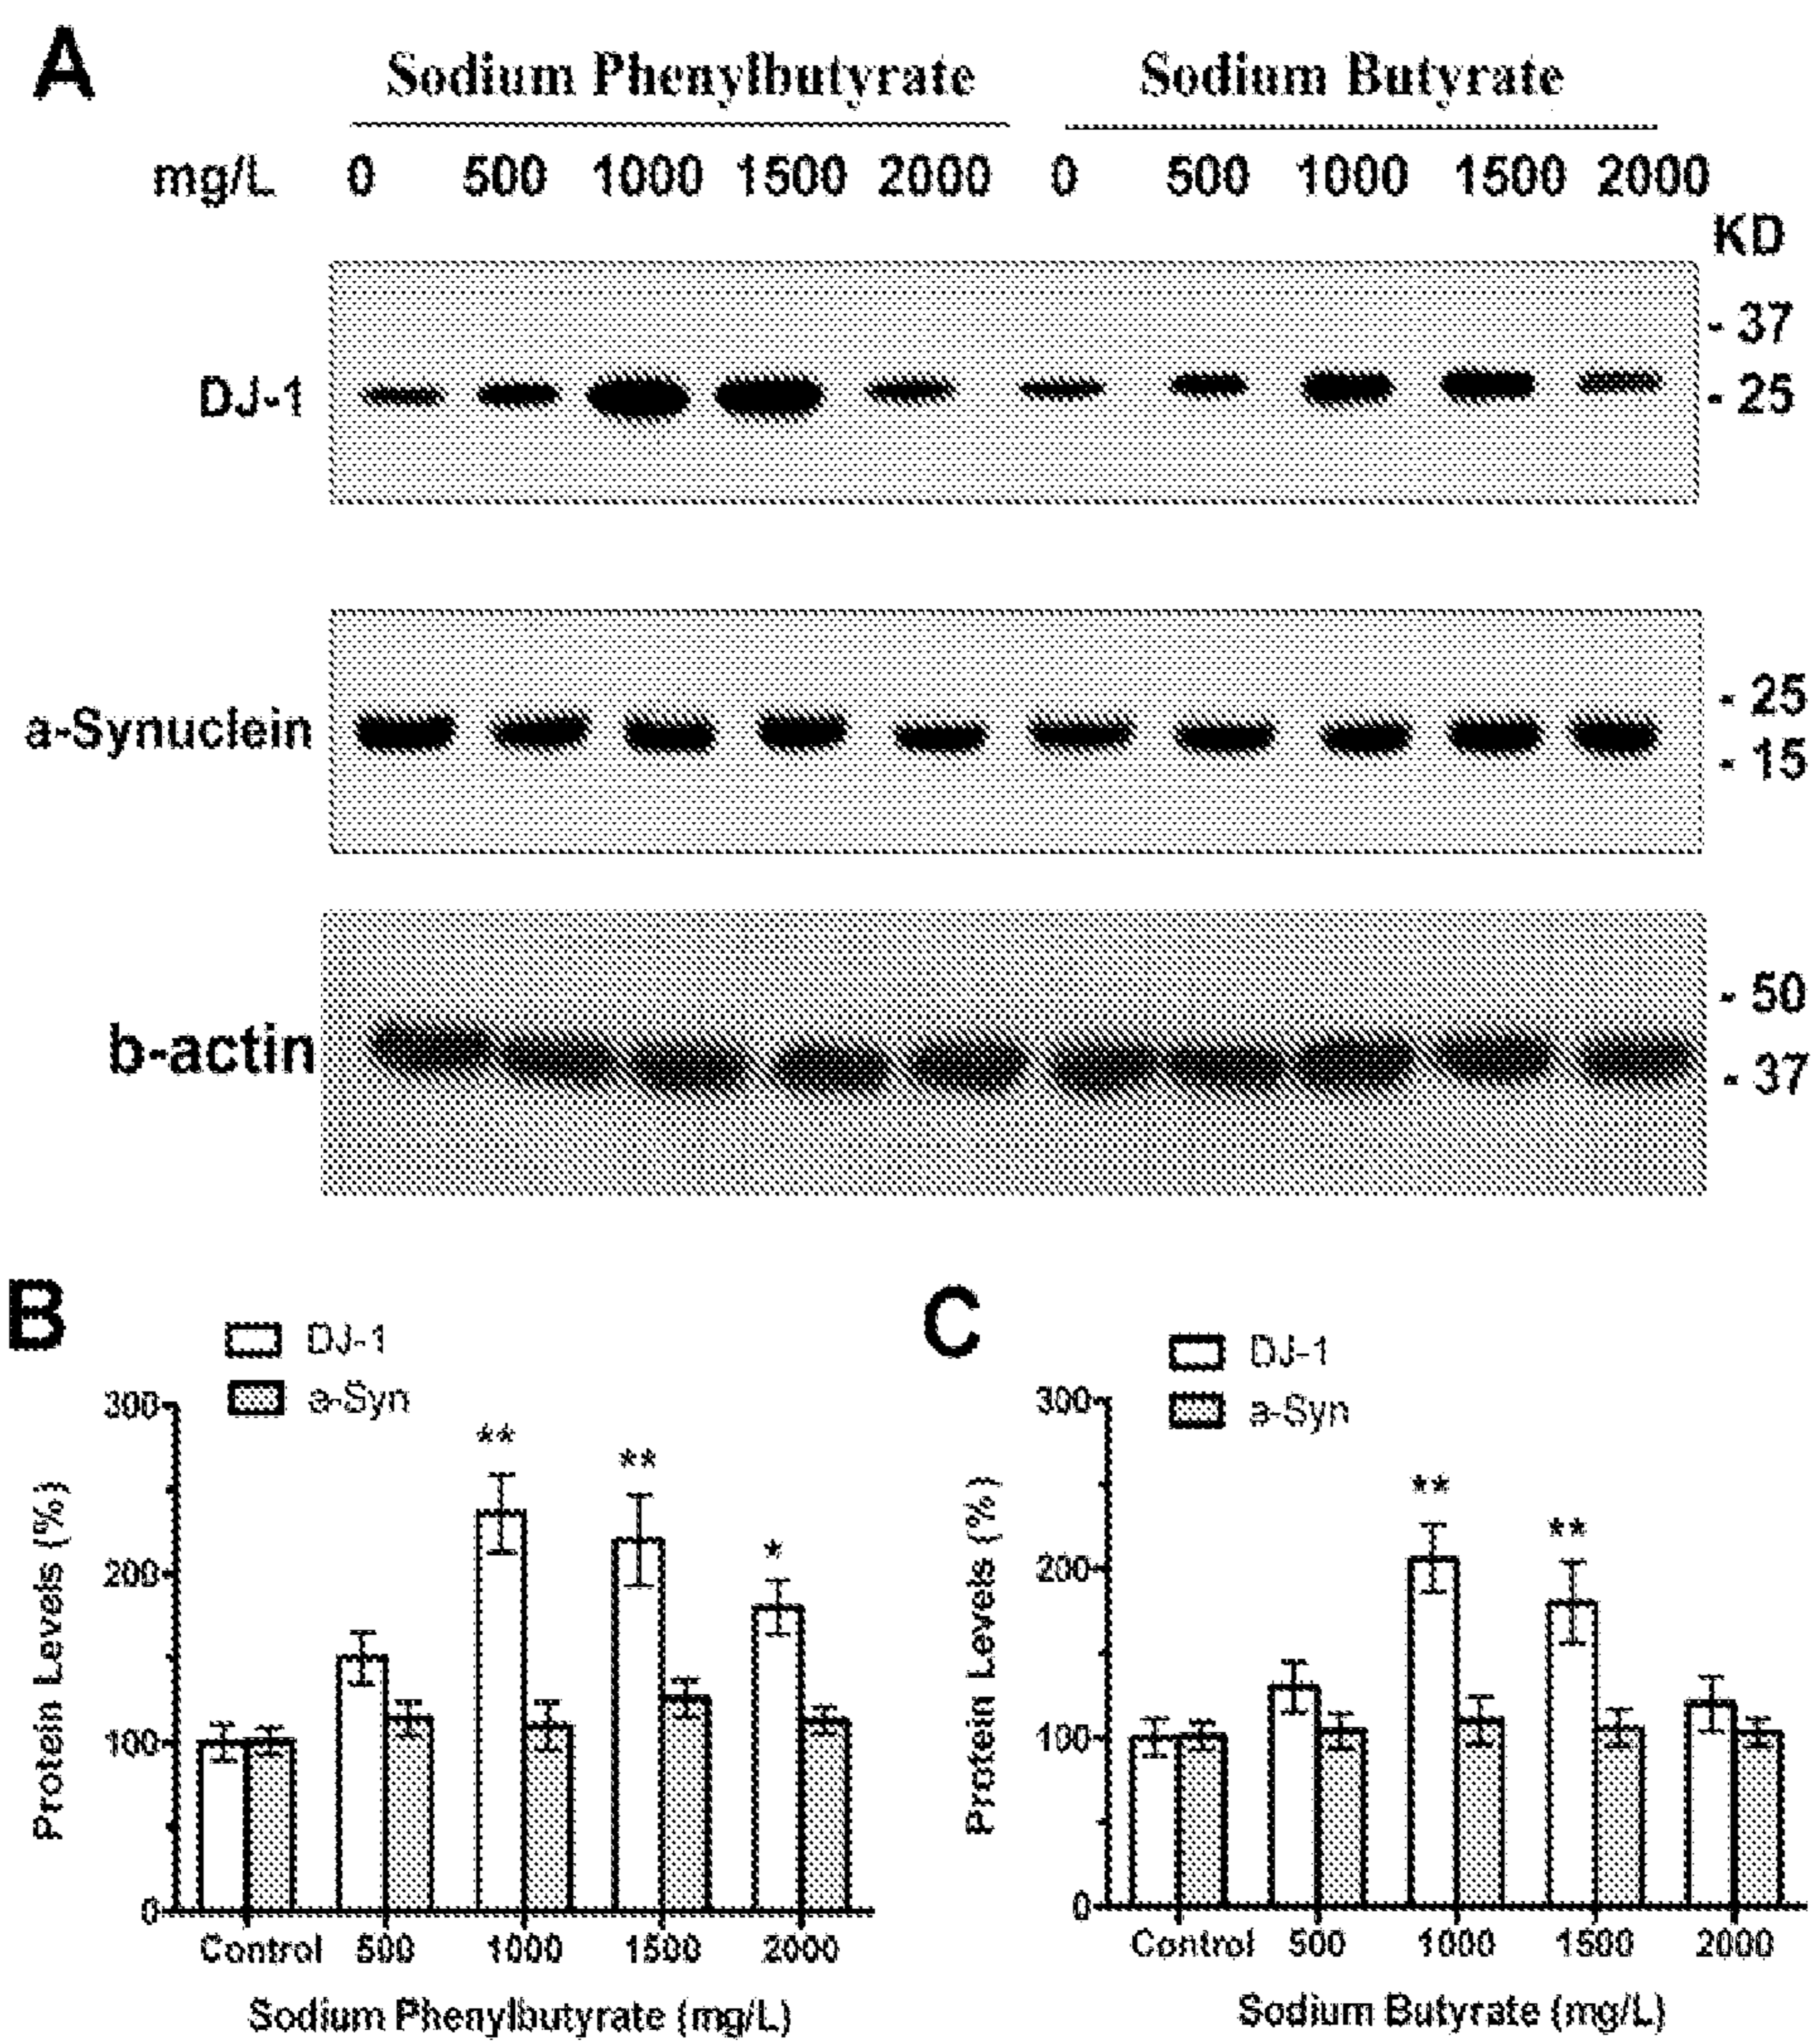 A
Sodium Phenylbutyrate Sodium Butyrate
mg/L 0 500 1000 1500 2000 0 500 1000 1500 2000
KD
- 37
DJ-1 - 25
- 25
a-Synuclein
- 15
- 50
b-actin
- 37
B
DJ-1
a-Syn
300
200
100
0
Protein Levels (%)
**
**
*
Control 500 1000 1500 2000
Sodium Phenylbutyrate (mg/L)
C
DJ-1
a-Syn
300
200
100
0
Protein Levels (%)
**
**
Control 500 1000 1500 2000
Sodium Butyrate (mg/L)